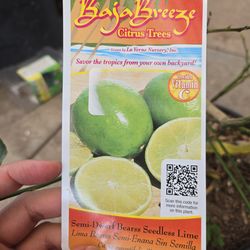 Baja Breeze
Citrus Trees
Grown by La Verne Nursery, Inc.
Savor the tropics from your own backyard!
Vitamin
C
Scan this code
for more
information on
this plant.
Semi-Dwarf Bearss Seedless Lime
Lima Bearss Semi-Enana Sin Semilla